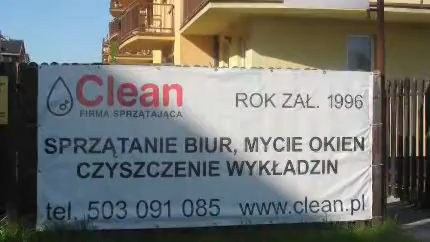 Clean
FIRMA SPRZĄTAJĄCA
ROK ZAŁ. 1996
SPRZĄTANIE BIUR, MYCIE OKIEN
CZYSZCZENIE WYKŁADZIN
tel. 503 091 085 www.clean.pl